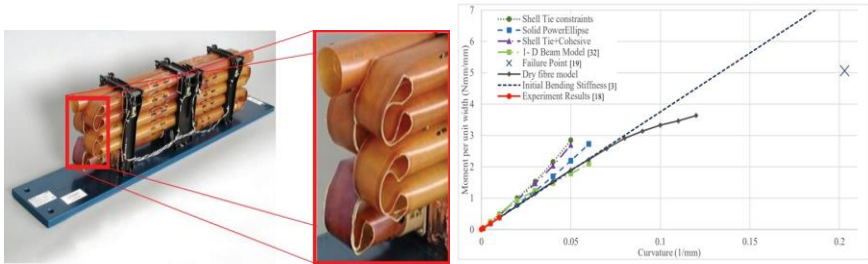 Shell Tie constraints
Solid PowerEllipse
Shell Tie+Cohesive
1- D Beam Model [32]
Failure Point [19]
Dry fibre model
Initial Bending Stiffness [3]
Experiment Results [18]
Moment per unit width (Nmm/mm)
7
6
5
4
3
2
1
0
0 0.05 0.1 0.15 0.2
Curvature (1/mm)